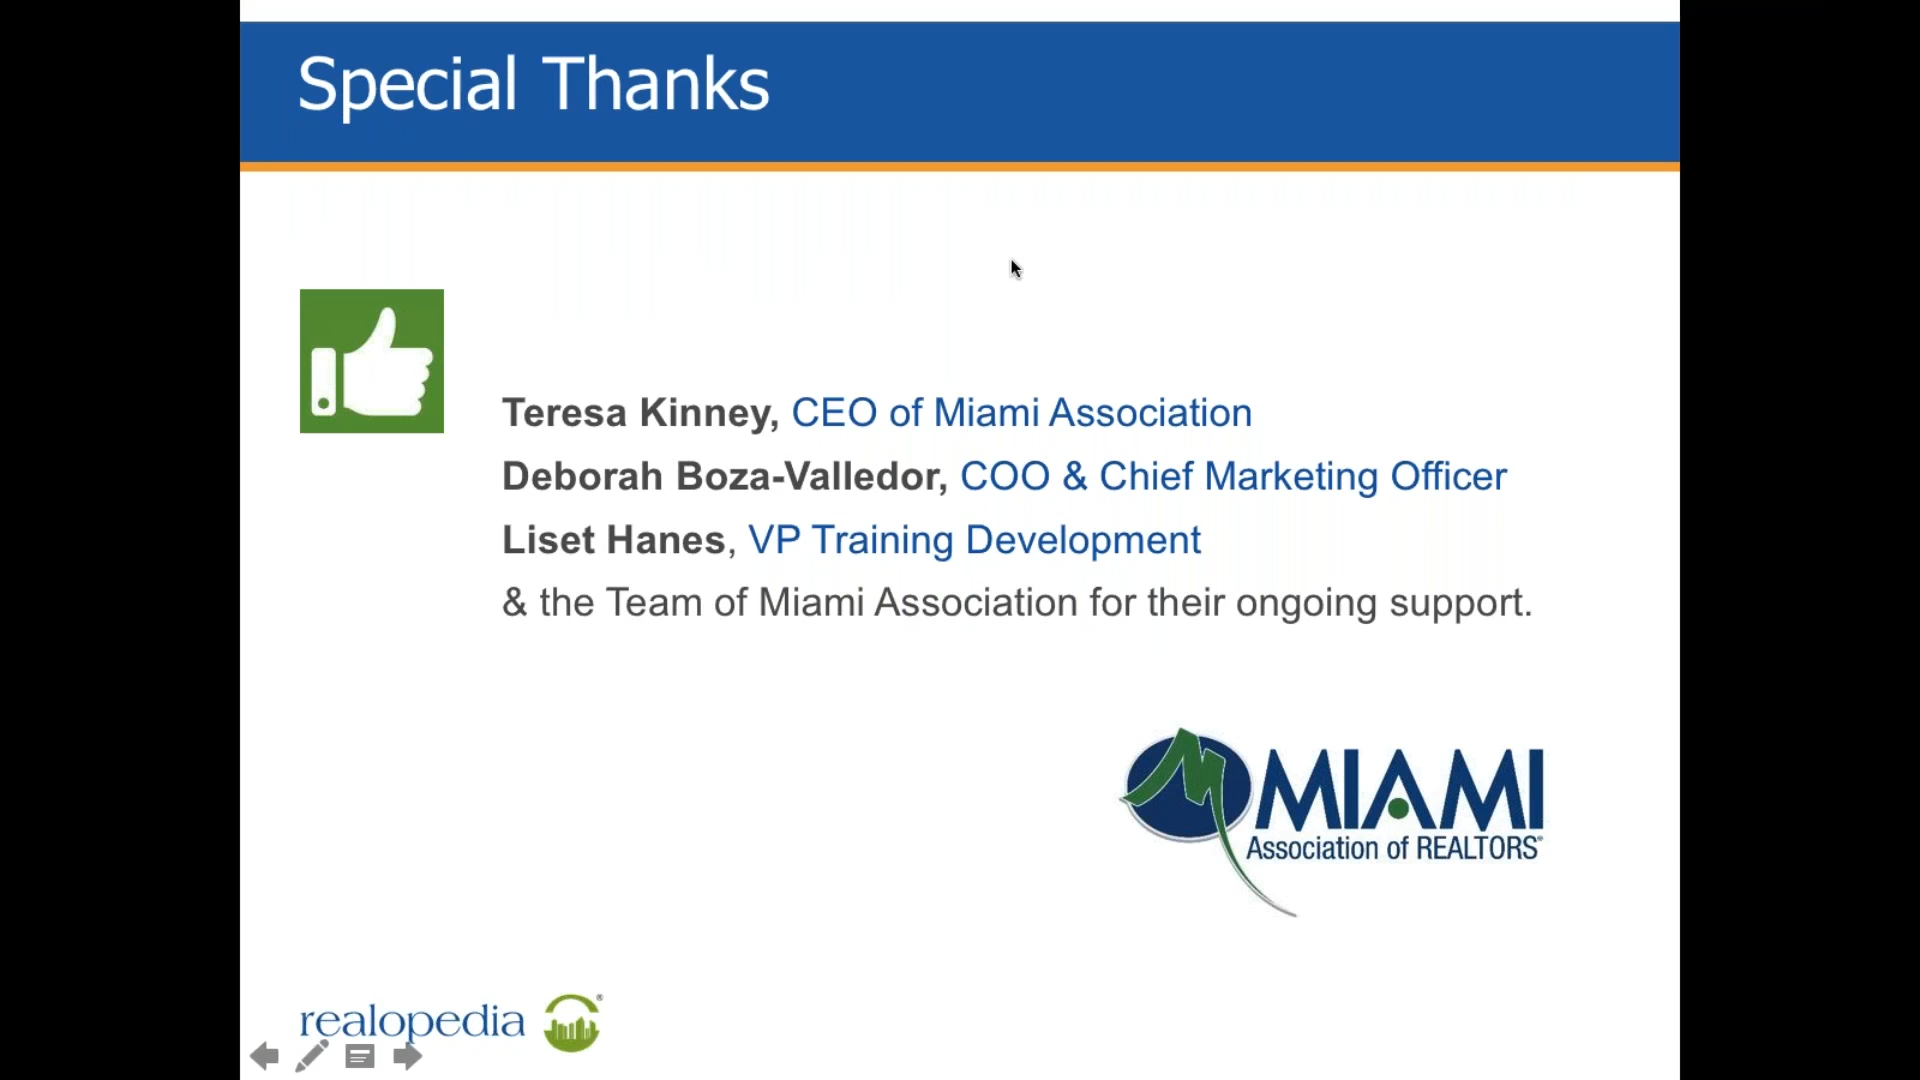 Special Thanks
Teresa Kinney, CEO of Miami Association
Deborah Boza-Valledor, COO & Chief Marketing Officer
Liset Hanes, VP Training Development
& the Team of Miami Association for their ongoing support.
MIAMI
Association of REALTORS®
realopedia ®